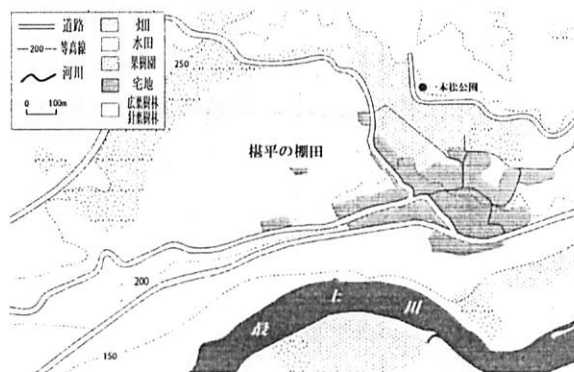 道路
200 等高線
河川
0 100m
畑
水田
果樹園
宅地
広葉樹林
針葉樹林
250
一本松公園
椹平の棚田
200
150
最上川